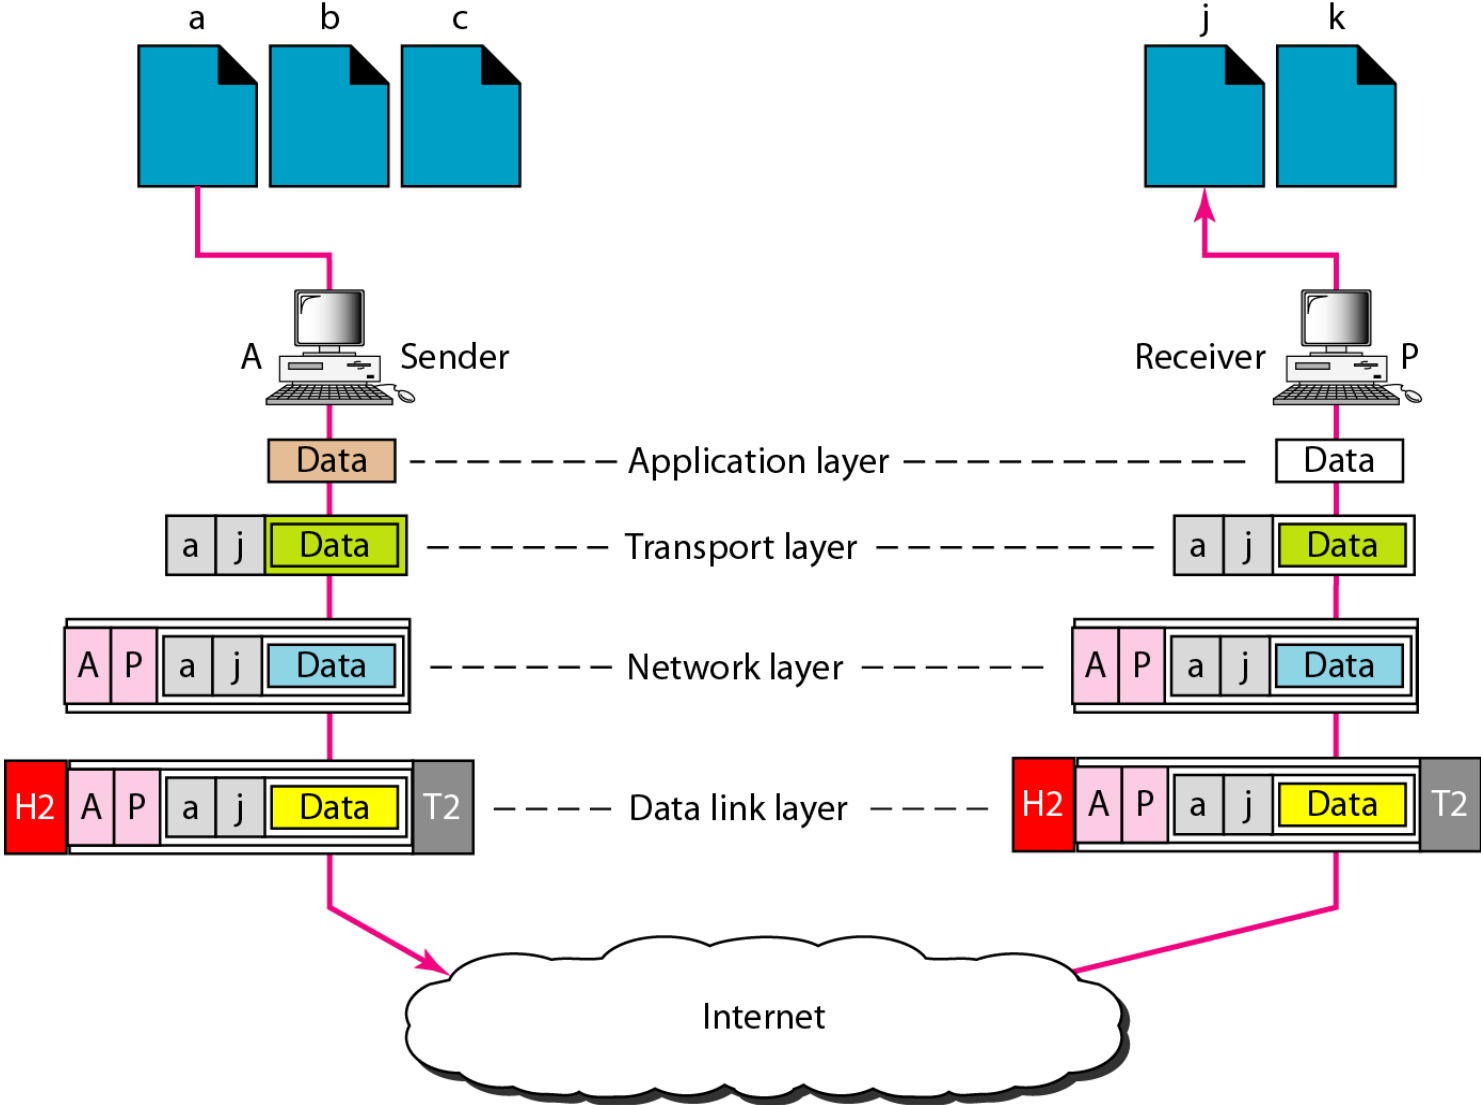 a b c j k
A Sender Receiver P
Data Application layer Data
a j Data Transport layer a j Data
A P a j Data Network layer A P a j Data
H2 A P a j Data T2 Data link layer H2 A P a j Data T2
Internet